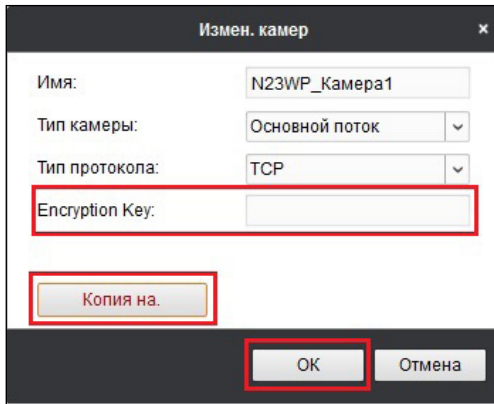 Измен. камер ×
Имя: N23WP_Камера1
Тип камеры: Основной поток
Тип протокола: TCP
Encryption Key:
Копия на.
OK Отмена